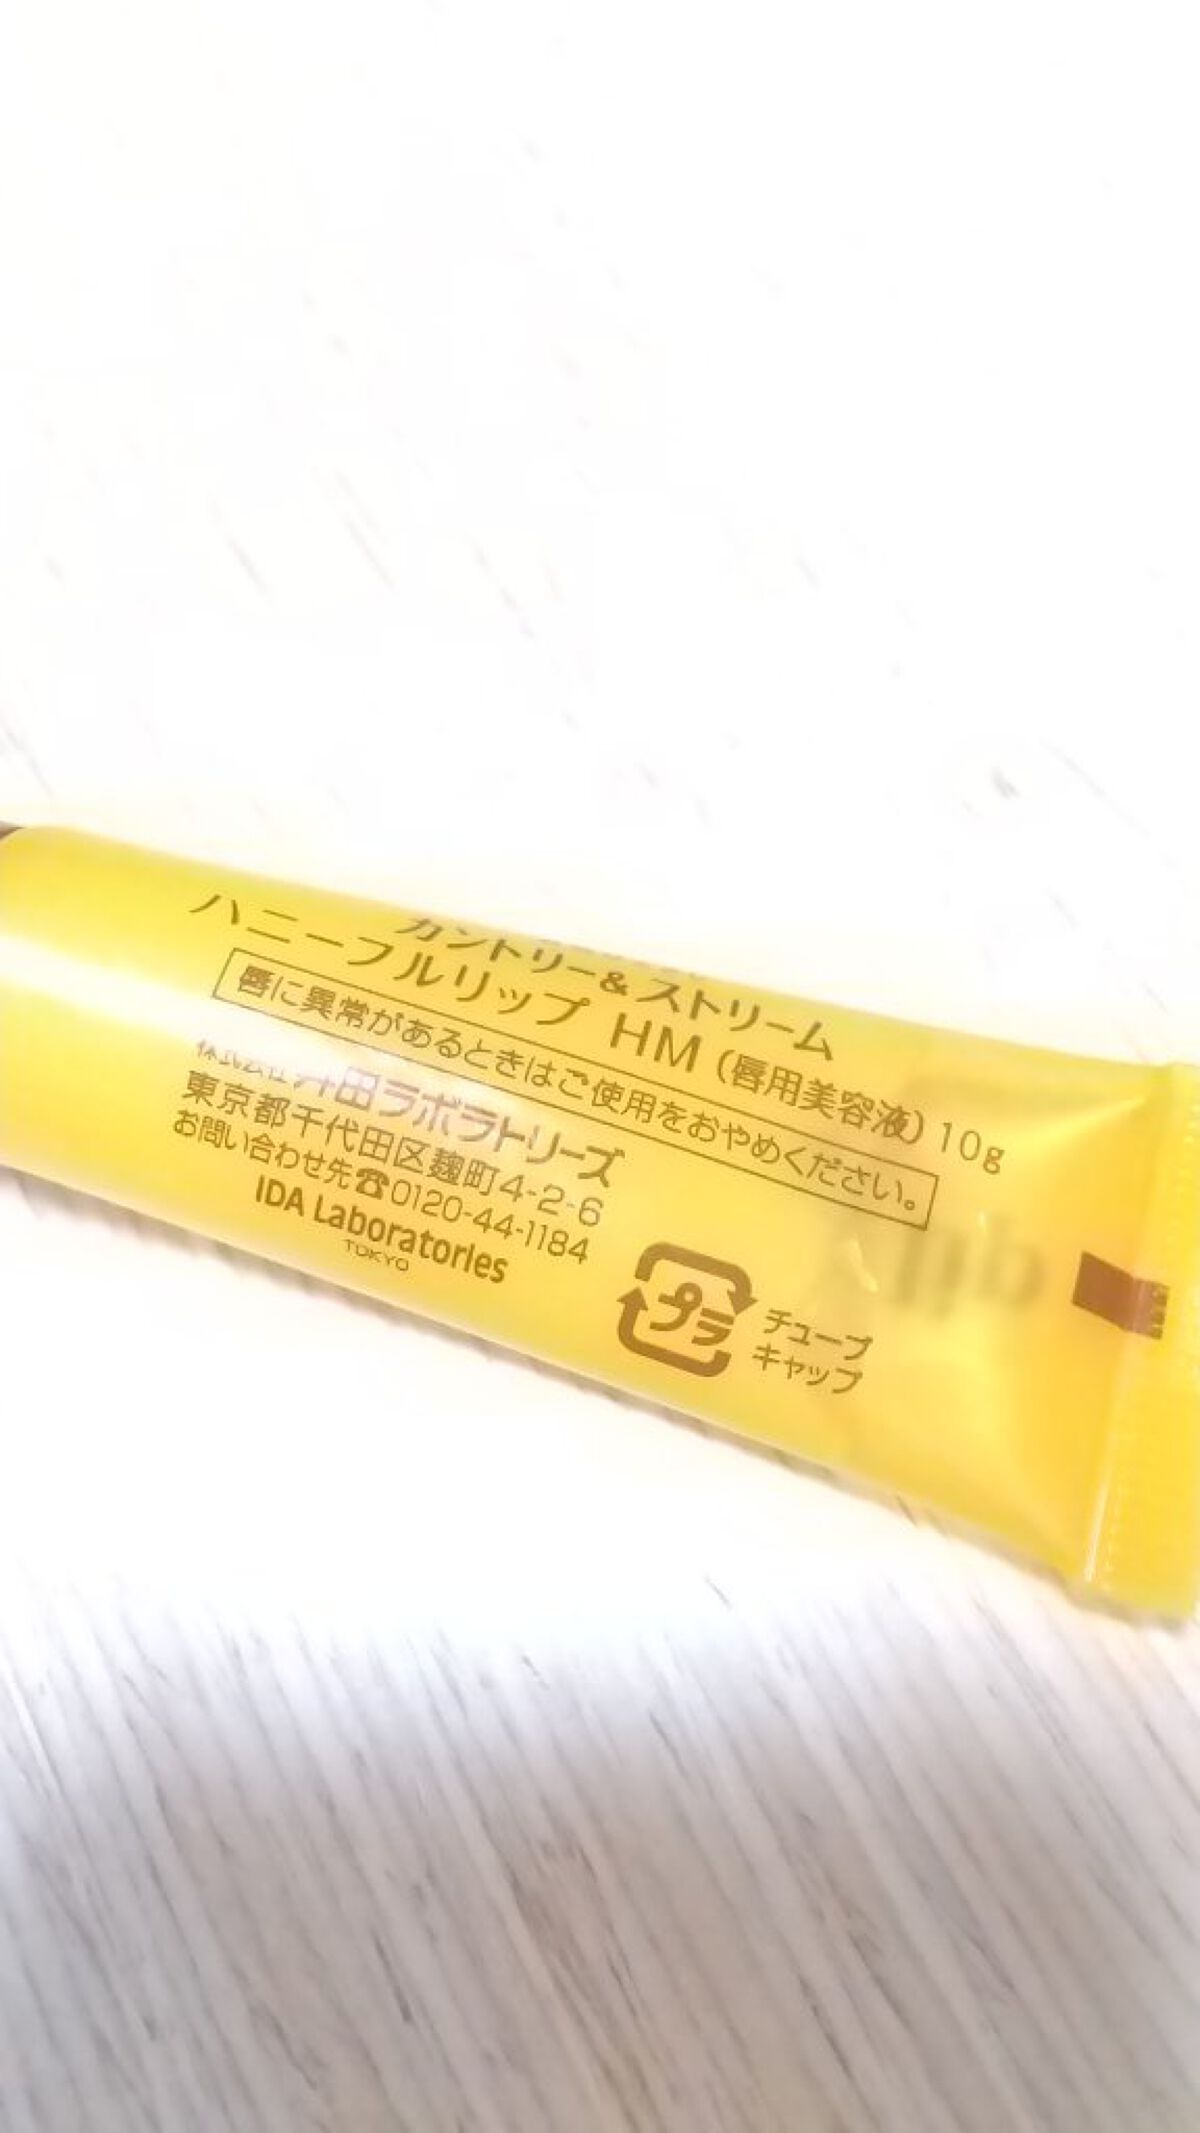 カントリー&ストリーム
ハニーフルリップ HM (唇用美容液) 10g
唇に異常があるときはご使用をおやめください。
株式会社 井田ラボラトリーズ
東京都千代田区麹町4-2-6
お問い合わせ先☎0120-44-1184
IDA Laboratories
TOKYO
プラ
チューブ
キャップ